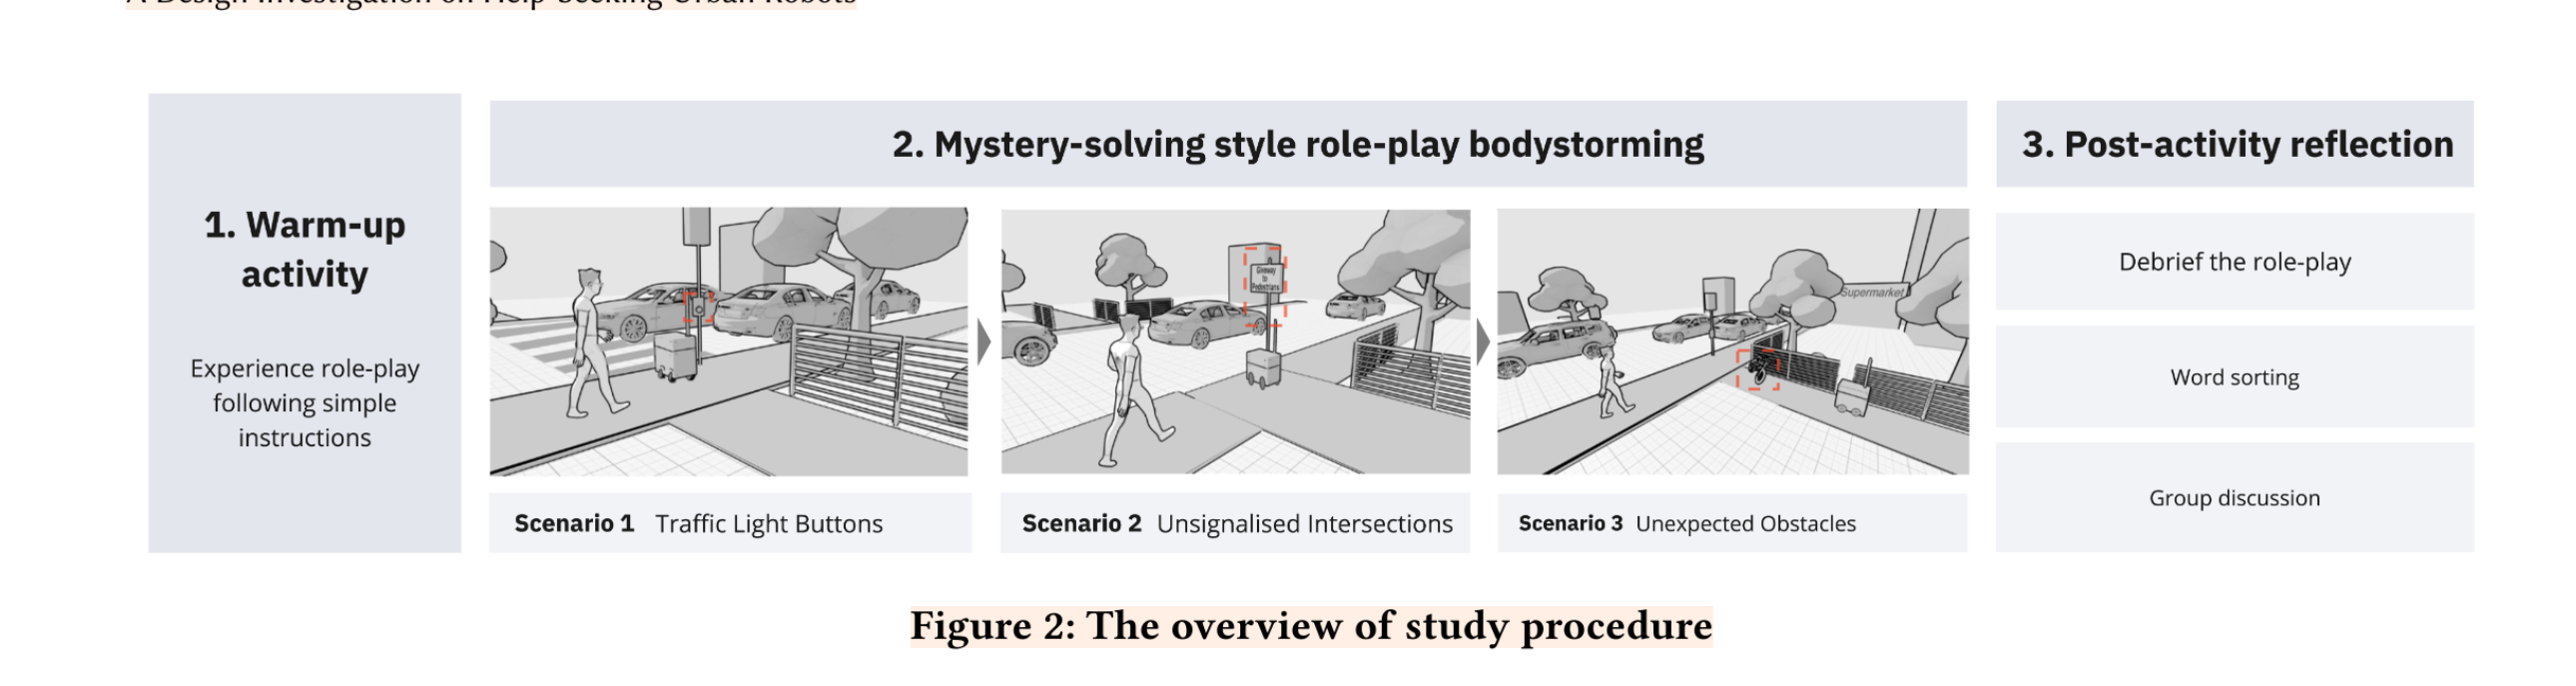 A Design Investigation on Help-Seeking Urban Robots
1. Warm-up
activity
Experience role-play
following simple
instructions
2. Mystery-solving style role-play bodystorming
Giveway
to
Pedestrians
Supermarket
Scenario 1 Traffic Light Buttons
Scenario 2 Unsignalised Intersections
Scenario 3 Unexpected Obstacles
3. Post-activity reflection
Debrief the role-play
Word sorting
Group discussion
Figure 2: The overview of study procedure